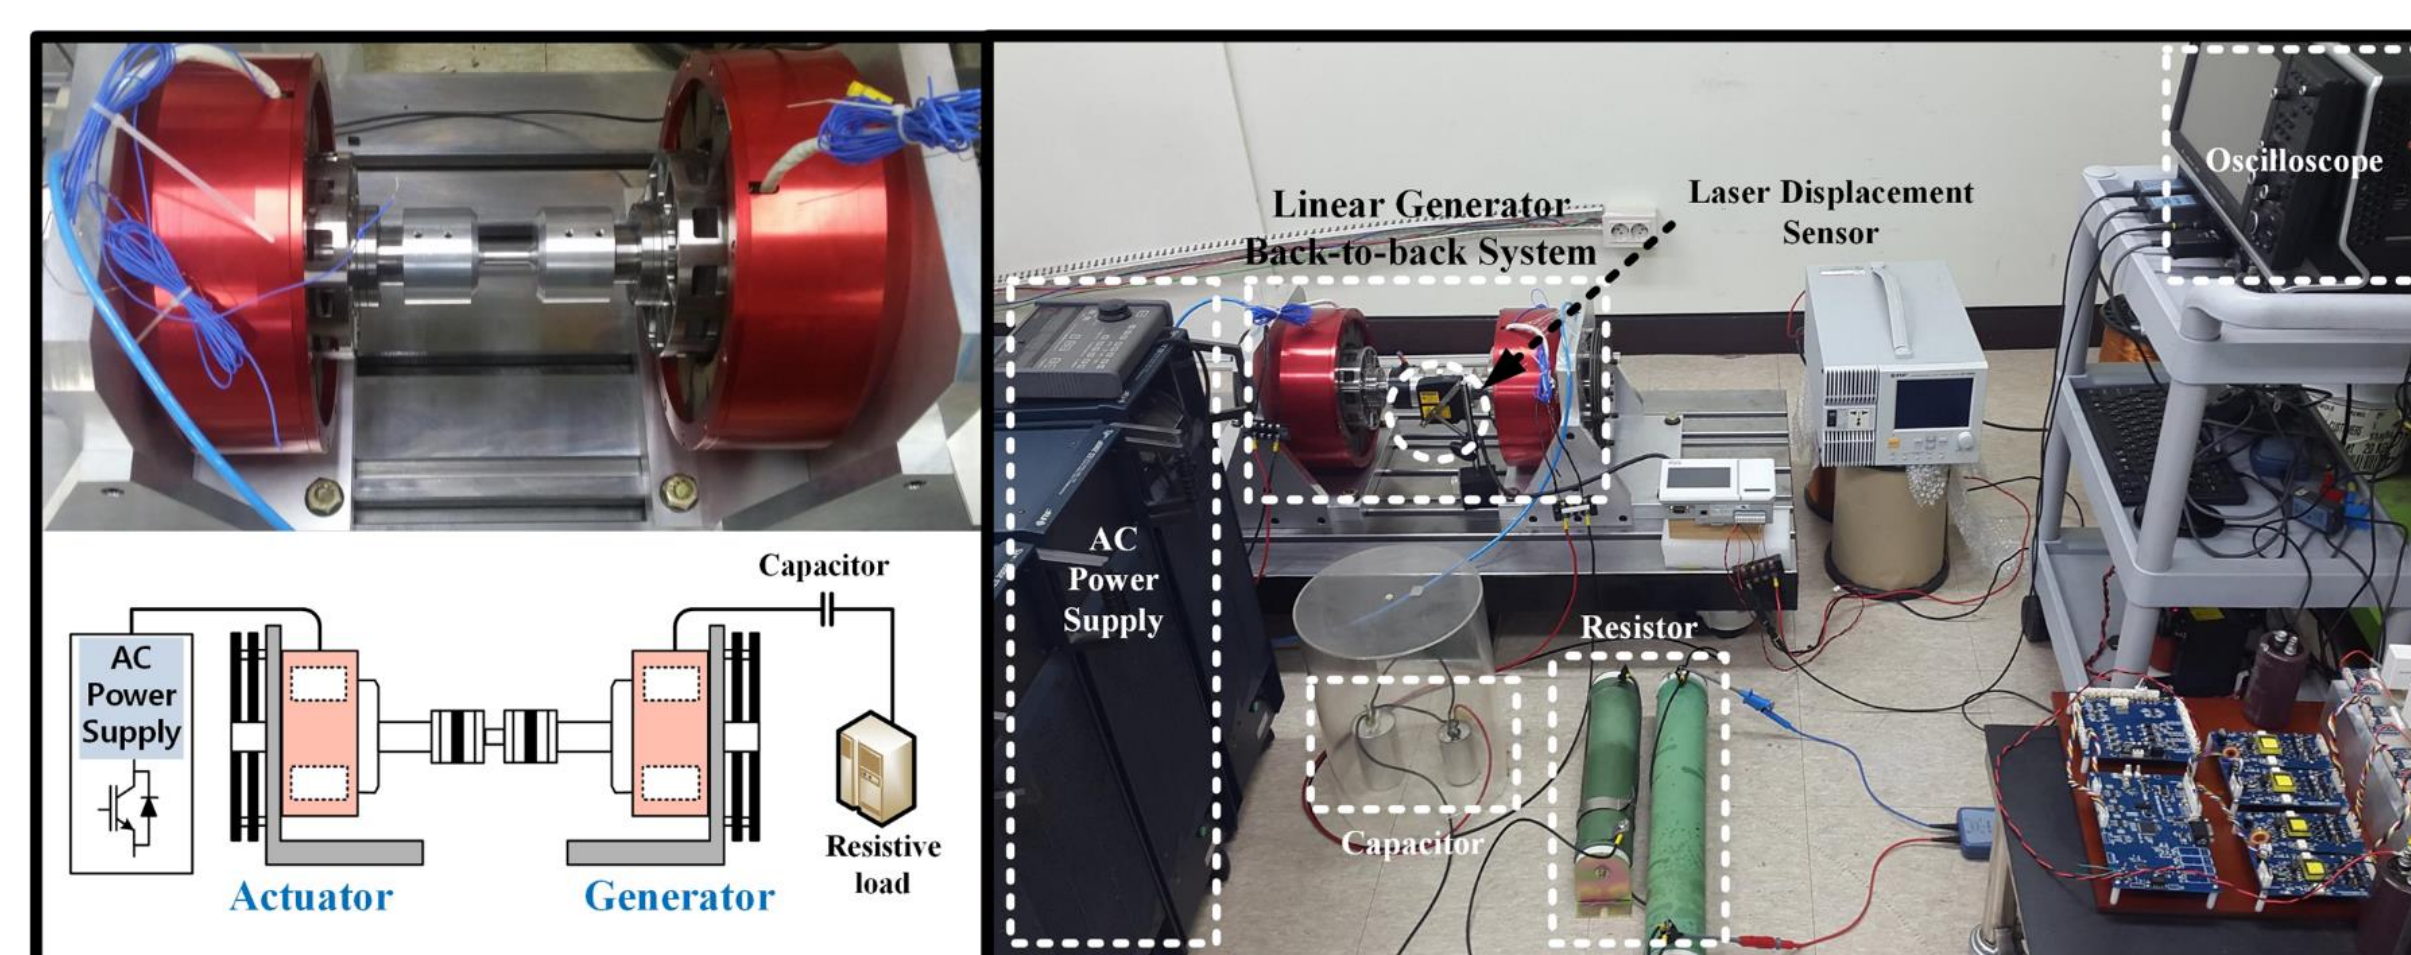 Capacitor
AC
Power
Supply
Resistive
load
Actuator
Generator
Linear Generator
Back-to-back System
Laser Displacement
Sensor
Oscilloscope
AC
Power
Supply
Resistor
Capacitor